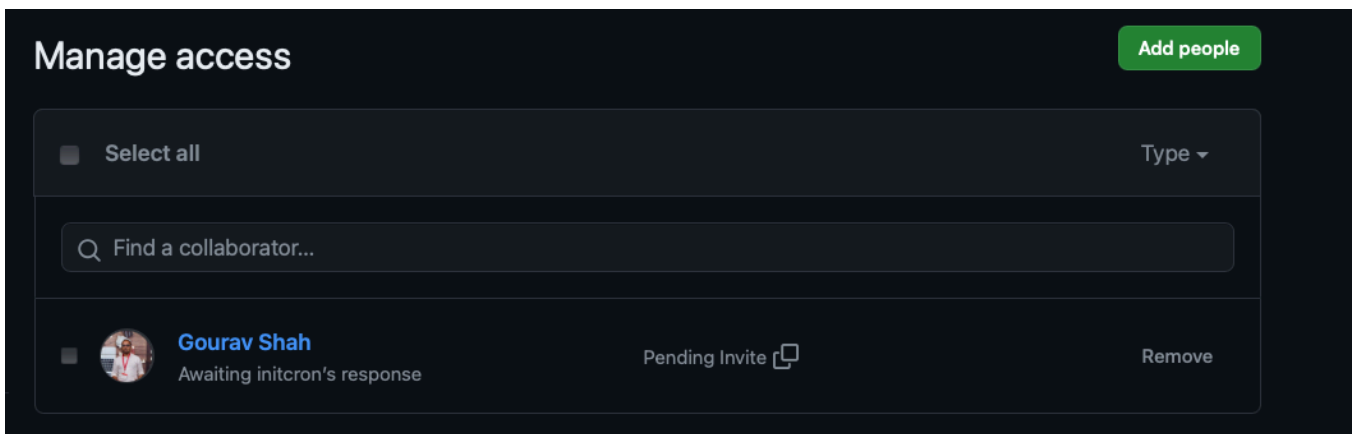 Manage access
Add people
Select all
Type
Find a collaborator...
Gourav Shah
Awaiting initcron's response
Pending Invite
Remove